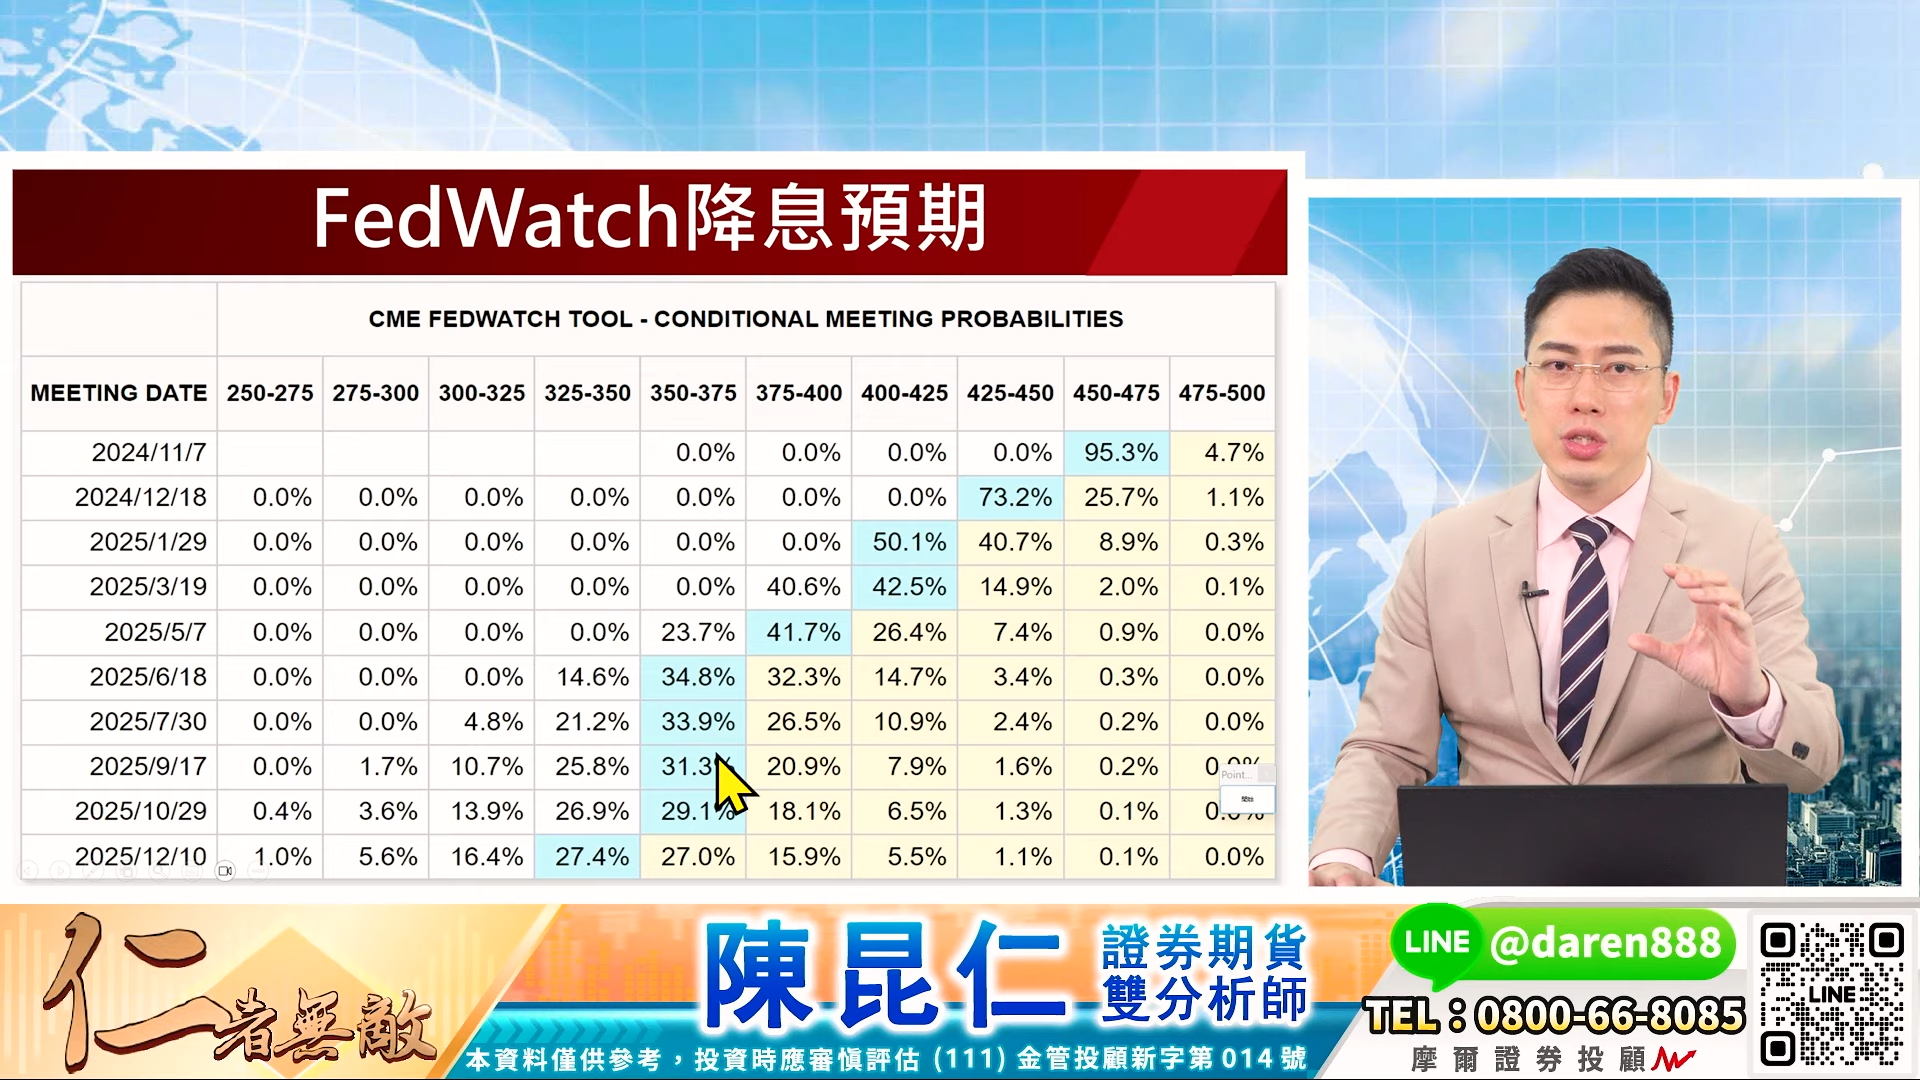 FedWatch降息預期
CME FEDWATCH TOOL - CONDITIONAL MEETING PROBABILITIES
MEETING DATE 250-275 275-300 300-325 325-350 350-375 375-400 400-425 425-450 450-475 475-500
2024/11/7 0.0% 0.0% 0.0% 0.0% 95.3% 4.7%
2024/12/18 0.0% 0.0% 0.0% 0.0% 0.0% 0.0% 0.0% 73.2% 25.7% 1.1%
2025/1/29 0.0% 0.0% 0.0% 0.0% 0.0% 0.0% 50.1% 40.7% 8.9% 0.3%
2025/3/19 0.0% 0.0% 0.0% 0.0% 0.0% 40.6% 42.5% 14.9% 2.0% 0.1%
2025/5/7 0.0% 0.0% 0.0% 0.0% 23.7% 41.7% 26.4% 7.4% 0.9% 0.0%
2025/6/18 0.0% 0.0% 0.0% 14.6% 34.8% 32.3% 14.7% 3.4% 0.3% 0.0%
2025/7/30 0.0% 0.0% 4.8% 21.2% 33.9% 26.5% 10.9% 2.4% 0.2% 0.0%
2025/9/17 0.0% 1.7% 10.7% 25.8% 31.3% 20.9% 7.9% 1.6% 0.2%
Point...
2025/10/29 0.4% 3.6% 13.9% 26.9% 29.1% 18.1% 6.5% 1.3% 0.1%
2025/12/10 1.0% 5.6% 16.4% 27.4% 27.0% 15.9% 5.5% 1.1% 0.1% 0.0%
仁者無敵
陳昆仁
證券期貨
雙分析師
本資料僅供參考，投資時應審慎評估 (111) 金管投顧新字第014號
LINE @daren888
TEL：0800-66-8085
摩爾證券投顧
LINE